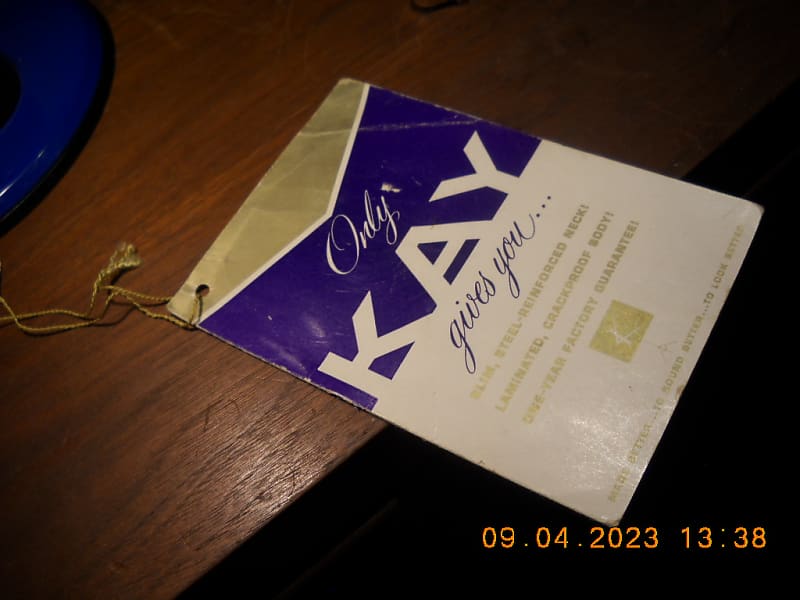 Only
KAY
gives you...
SLIM, STEEL-REINFORCED NECK!
LAMINATED, CRACKPROOF BODY!
ONE-YEAR FACTORY GUARANTEE!
MADE BETTER...TO SOUND BETTER...TO LOOK BETTER
09.04.2023 13:38